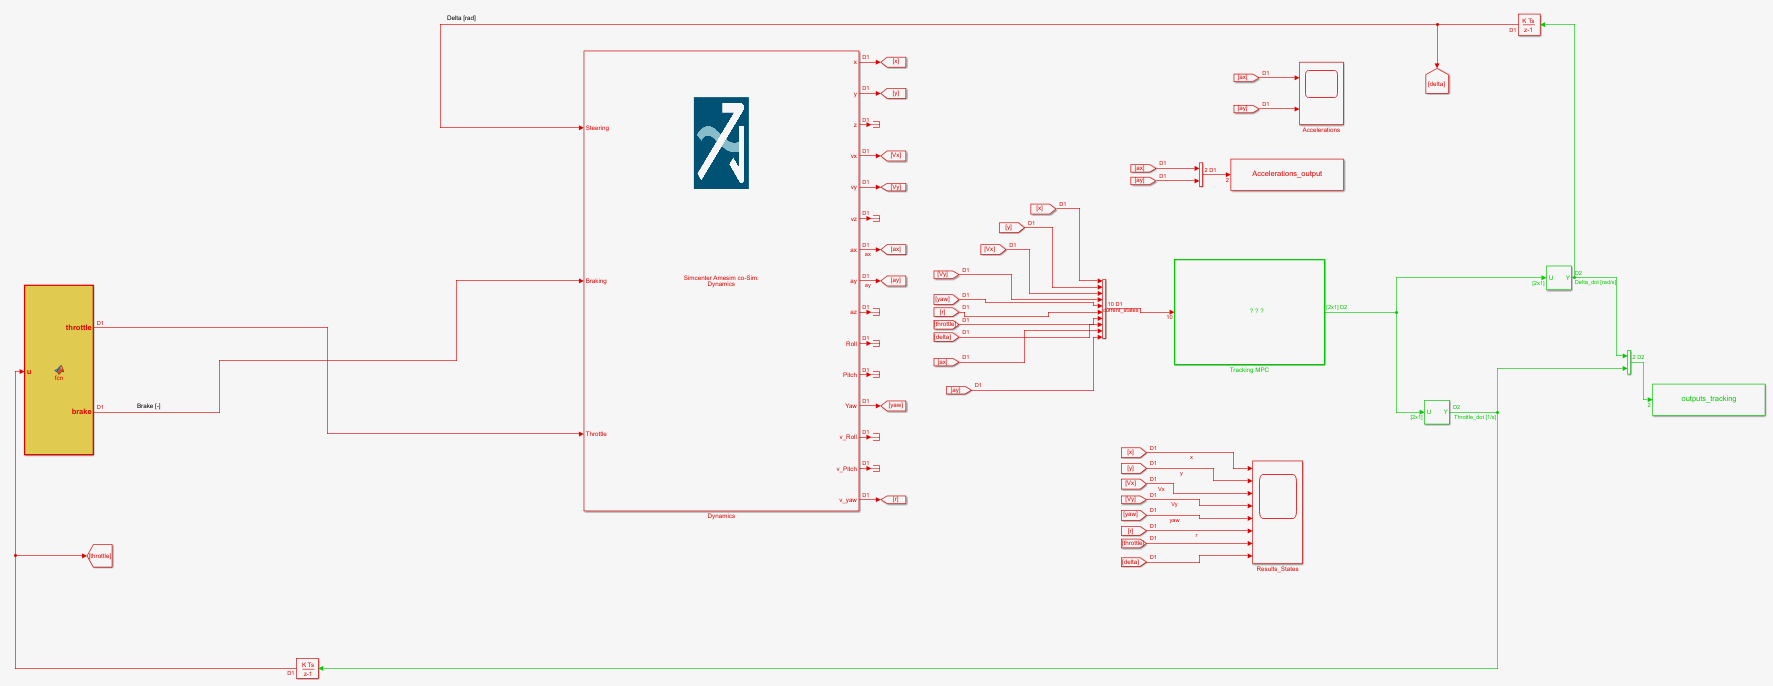 Delta [rad]
K Ts
z-1
D1
[delta]
x
D1
[x]
y
D1
[y]
z
D1
vx
D1
[Vx]
vy
D1
[Vy]
vz
D1
ax
D1
ax
[ax]
ay
D1
ay
[ay]
az
D1
Roll
D1
Pitch
D1
Yaw
D1
[yaw]
v_Roll
D1
v_Pitch
D1
v_yaw
D1
[r]
Steering
Braking
Throttle
Simcenter Amesim co-Sim:
Dynamics
Dynamics
[ax]
D1
[ay]
D1
Accelerations
[ax]
D1
[ay]
D1
2 D1
2
Accelerations_output
[x]
D1
[y]
D1
[Vx]
D1
[Vy]
D1
[yaw]
D1
[r]
D1
[throttle]
D1
[delta]
D1
[ax]
D1
[ay]
D1
10 D1
current_states
10
? ? ?
Tracking MPC
[2x1] D2
U
Y
[2x1]
D2
Delta_dot [rad/s]
U
Y
[2x1]
D2
Throttle_dot [1/s]
2 D2
2
outputs_tracking
throttle
D1
u
fcn
brake
D1
Brake [-]
[throttle]
K Ts
z-1
D1
[x]
D1
x
[y]
D1
y
[Vx]
D1
Vx
[Vy]
D1
Vy
[yaw]
D1
yaw
[r]
D1
r
[throttle]
D1
[delta]
D1
Results_States